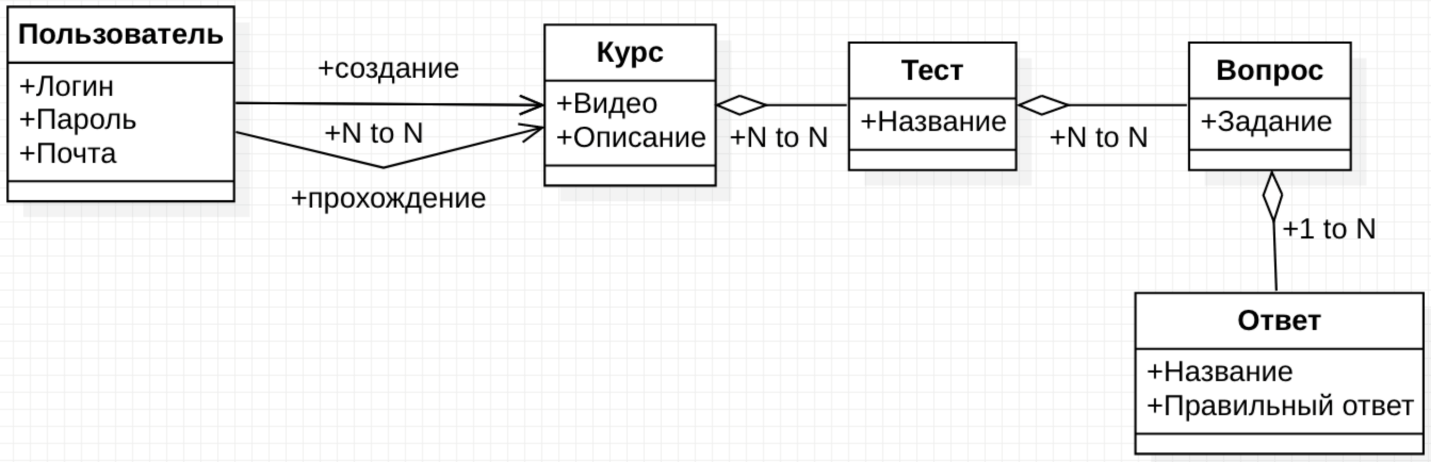 Пользователь
+Логин
+Пароль
+Почта
+создание
+N to N
+прохождение
Курс
+Видео
+Описание
+N to N
Тест
+Название
+N to N
Вопрос
+Задание
+1 to N
Ответ
+Название
+Правильный ответ